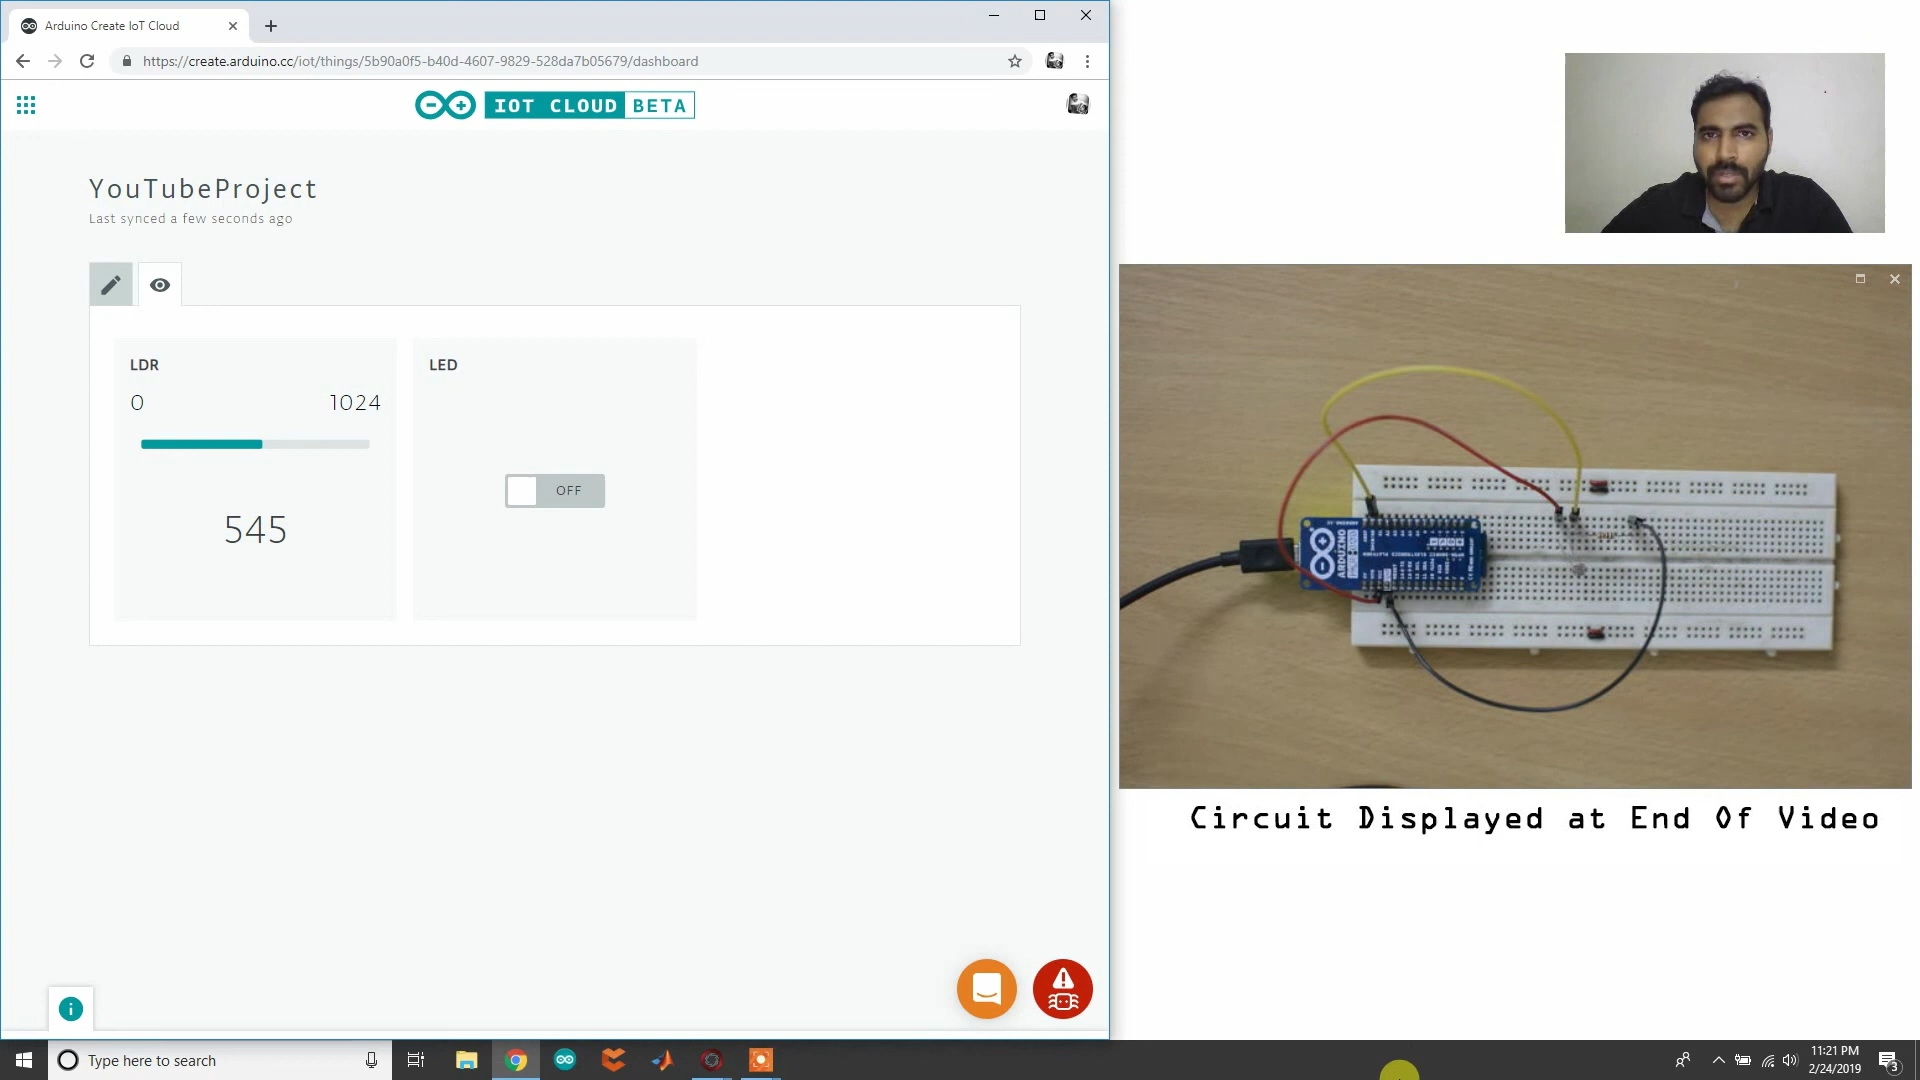 Arduino Create IoT Cloud
https://create.arduino.cc/iot/things/5b90a0f5-b40d-4607-9829-528da7b05679/dashboard
IOT CLOUD BETA
YouTubeProject
Last synced a few seconds ago
LDR
0 1024
545
LED
OFF
ARDUINO
Circuit Displayed at End Of Video
Type here to search
11:21 PM
2/24/2019
3